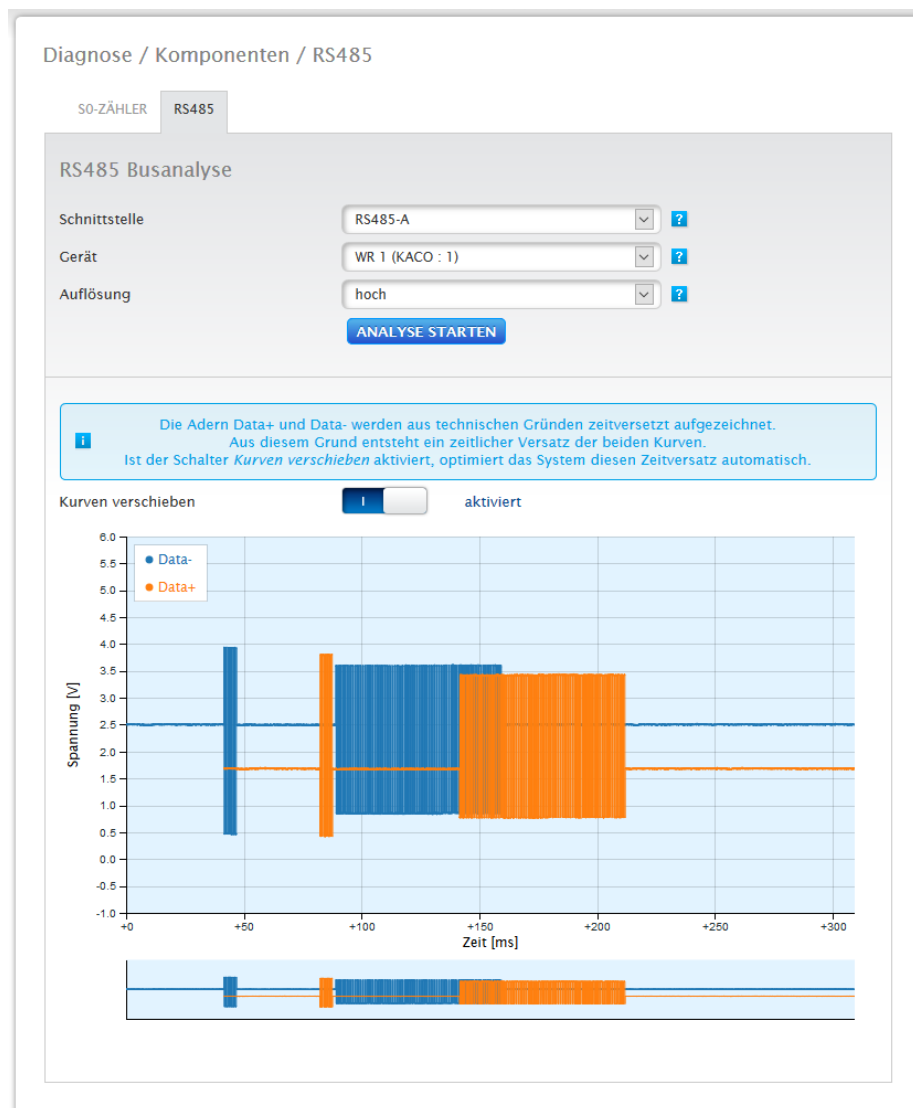 Diagnose / Komponenten / RS485
S0-ZÄHLER RS485
RS485 Busanalyse
Schnittstelle RS485-A ?
Gerät WR 1 (KACO : 1) ?
Auflösung hoch ?
ANALYSE STARTEN
Die Adern Data+ und Data- werden aus technischen Gründen zeitversetzt aufgezeichnet.
i Aus diesem Grund entsteht ein zeitlicher Versatz der beiden Kurven.
Ist der Schalter Kurven verschieben aktiviert, optimiert das System diesen Zeitversatz automatisch.
Kurven verschieben I aktiviert
6.0
5.5
5.0
4.5
4.0
3.5
3.0
2.5
2.0
1.5
1.0
0.5
0.0
-0.5
-1.0
Spannung [V]
Data-
Data+
+0 +50 +100 +150 +200 +250 +300
Zeit [ms]